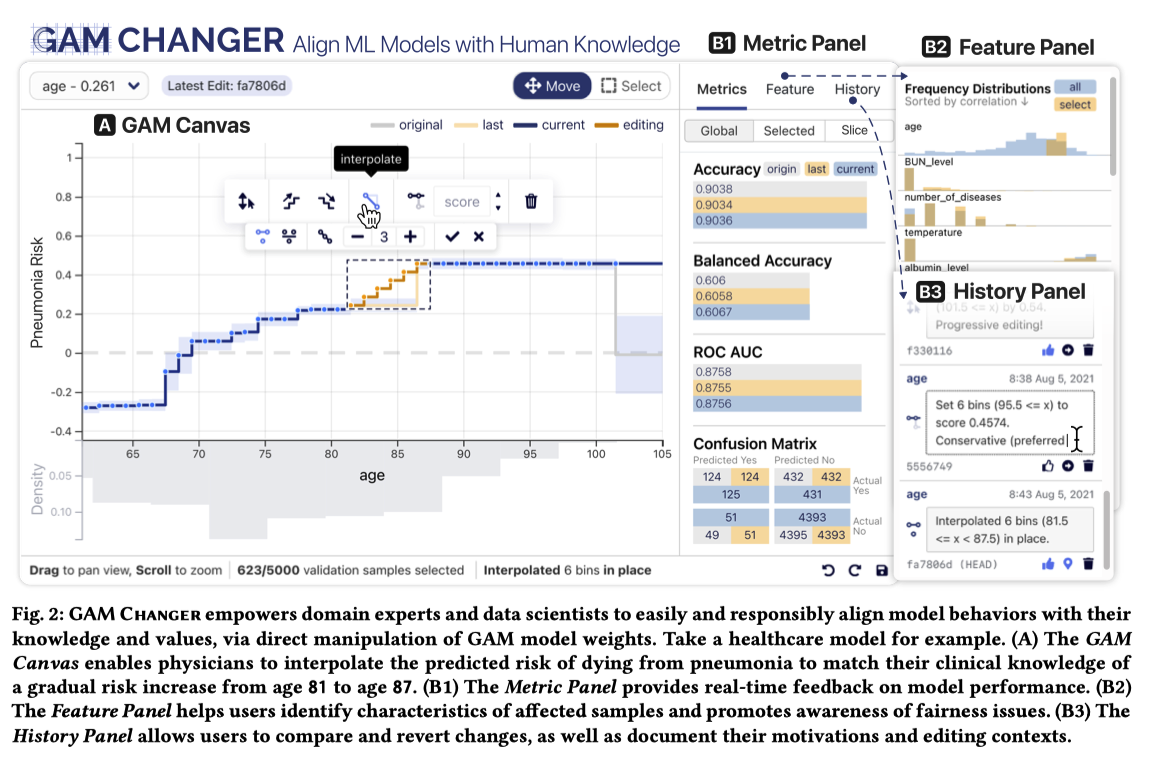 GAM CHANGER Align ML Models with Human Knowledge
B1 Metric Panel
B2 Feature Panel
age - 0.261
Latest Edit: fa7806d
Move
Select
A GAM Canvas
original last current editing
interpolate
score
3
Pneumonia Risk
1
0.8
0.6
0.4
0.2
0
-0.2
-0.4
65 70 75 80 85 90 95 100 105
age
Density
0.05
0.10
Drag to pan view, Scroll to zoom
623/5000 validation samples selected
Interpolated 6 bins in place
Metrics Feature History
Global Selected Slice
Accuracy origin last current
0.9038
0.9034
0.9036
Balanced Accuracy
0.606
0.6058
0.6067
ROC AUC
0.8758
0.8755
0.8756
Confusion Matrix
Predicted Yes Predicted No
124 124 432 432 Actual
125 431 Yes
51 4393 Actual
49 51 4395 4393 No
Frequency Distributions all
Sorted by correlation ↓ select
age
BUN_level
number_of_diseases
temperature
albumin_level
B3 History Panel
(101.5 <= x) by 0.54.
Progressive editing!
f330116
age 8:38 Aug 5, 2021
Set 6 bins (95.5 <= x) to
score 0.4574.
Conservative (preferred
5556749
age 8:43 Aug 5, 2021
Interpolated 6 bins (81.5
<= x < 87.5) in place.
fa7806d (HEAD)
Fig. 2: GAM Changer empowers domain experts and data scientists to easily and responsibly align model behaviors with their
knowledge and values, via direct manipulation of GAM model weights. Take a healthcare model for example. (A) The GAM
Canvas enables physicians to interpolate the predicted risk of dying from pneumonia to match their clinical knowledge of
a gradual risk increase from age 81 to age 87. (B1) The Metric Panel provides real-time feedback on model performance. (B2)
The Feature Panel helps users identify characteristics of affected samples and promotes awareness of fairness issues. (B3) The
History Panel allows users to compare and revert changes, as well as document their motivations and editing contexts.